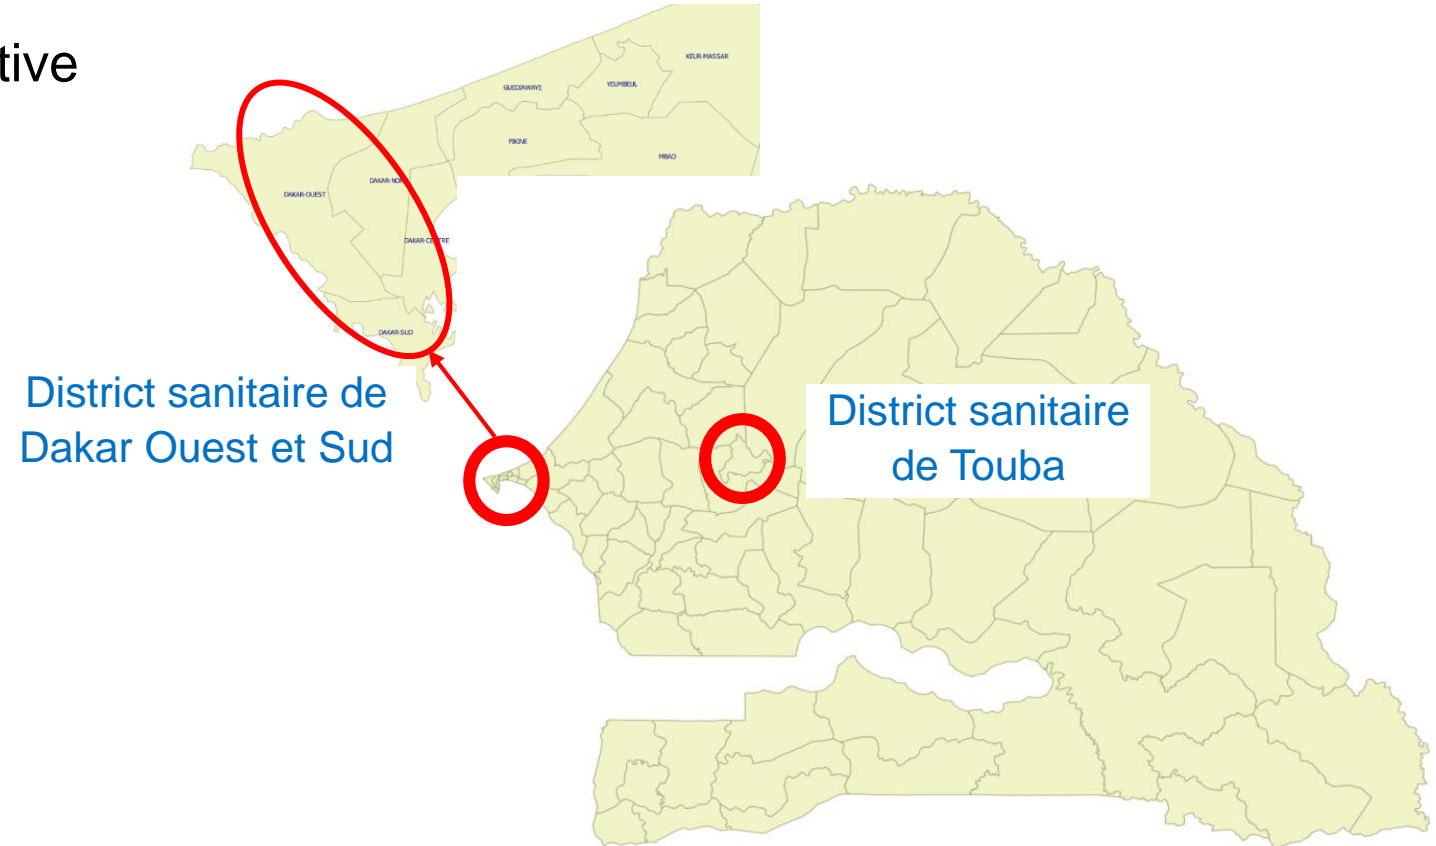 tive
KEUR-MASSAR
GUEDIAWAYE
YEUMBEUL
PIKINE
MBAO
DAKAR-OUEST
DAKAR-NOR
DAKAR-CENTRE
DAKAR-SUD
District sanitaire de
Dakar Ouest et Sud
District sanitaire
de Touba